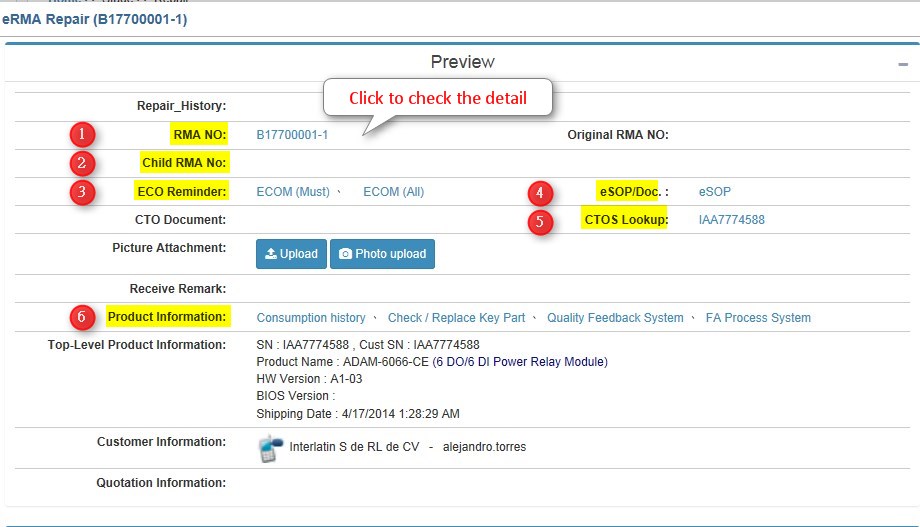 eRMA Repair (B17700001-1)
Preview
Click to check the detail
Repair_History:
1 RMA NO: B17700001-1 Original RMA NO:
2 Child RMA No:
3 ECO Reminder: ECOM (Must) 、 ECOM (All) 4 eSOP/Doc. : eSOP
CTO Document: 5 CTOS Lookup: IAA7774588
Picture Attachment: Upload Photo upload
Receive Remark:
6 Product Information: Consumption history 、 Check / Replace Key Part 、 Quality Feedback System 、 FA Process System
Top-Level Product Information: SN : IAA7774588 , Cust SN : IAA7774588
Product Name : ADAM-6066-CE (6 DO/6 DI Power Relay Module)
HW Version : A1-03
BIOS Version :
Shipping Date : 4/17/2014 1:28:29 AM
Customer Information: Interlatin S de RL de CV - alejandro.torres
Quotation Information: